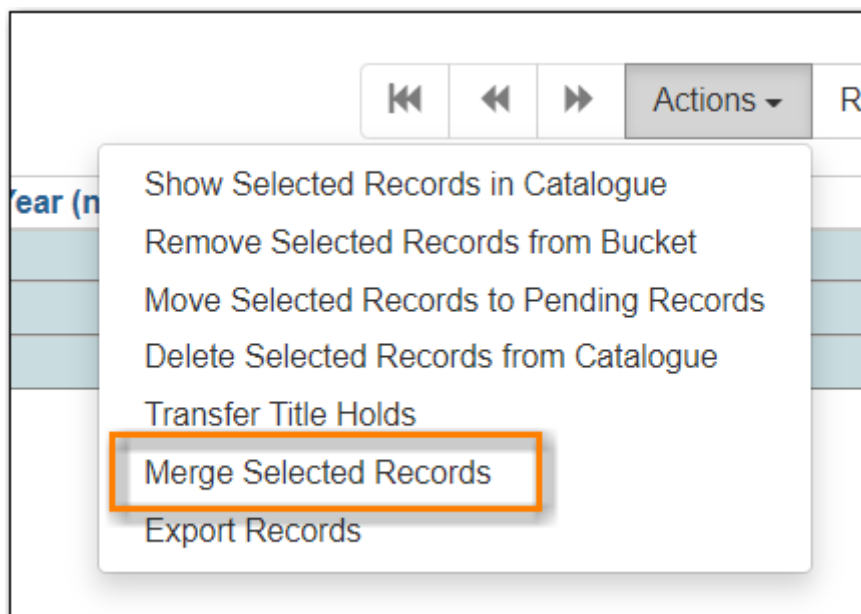 Actions R
Year (n
Show Selected Records in Catalogue
Remove Selected Records from Bucket
Move Selected Records to Pending Records
Delete Selected Records from Catalogue
Transfer Title Holds
Merge Selected Records
Export Records